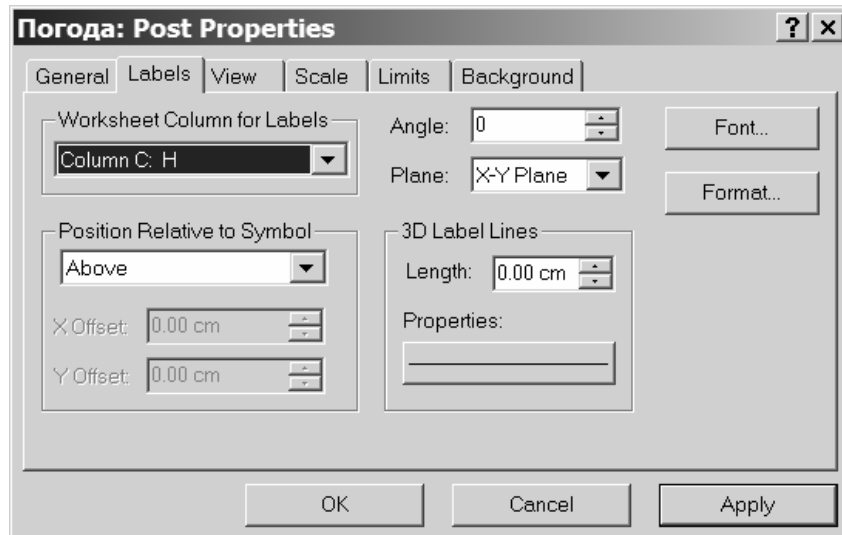 Погода: Post Properties
General Labels View Scale Limits Background
Worksheet Column for Labels
Column C: H
Angle: 0
Plane: X-Y Plane
Font...
Format...
Position Relative to Symbol
Above
X Offset: 0.00 cm
Y Offset: 0.00 cm
3D Label Lines
Length: 0.00 cm
Properties:
OK Cancel Apply